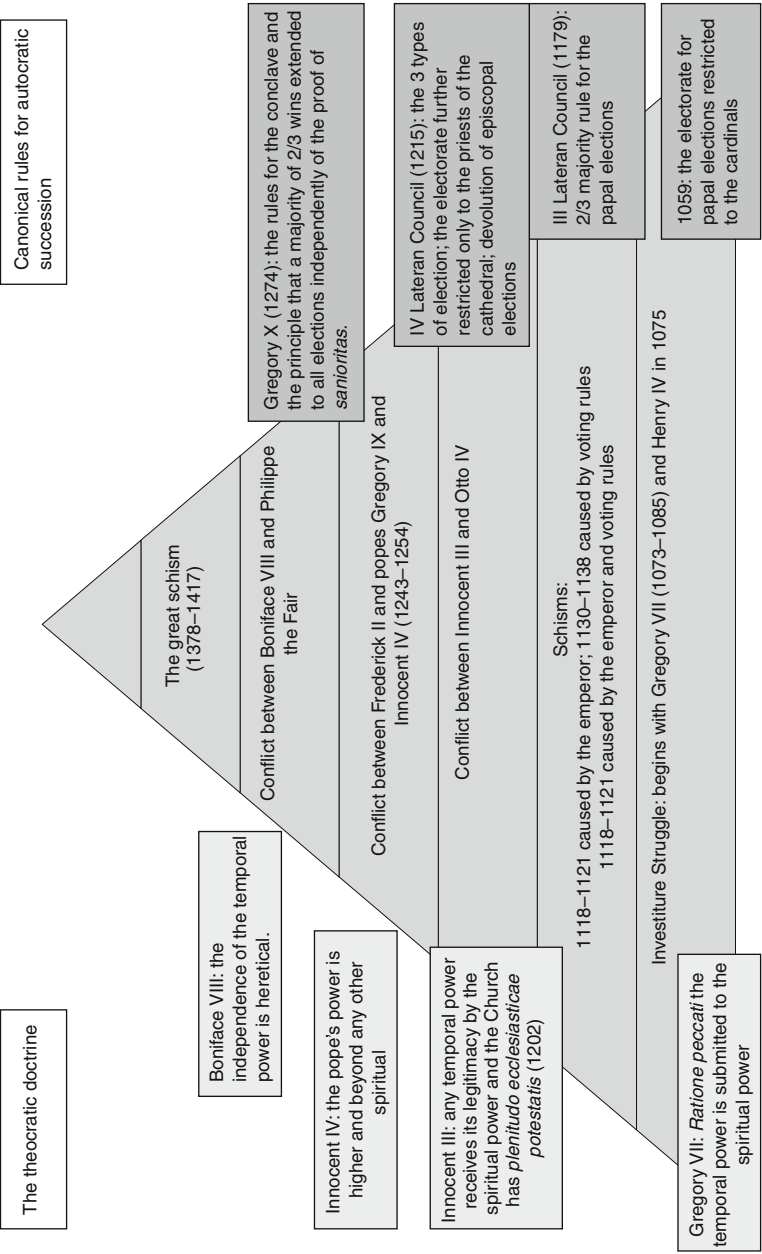 The theocratic doctrine
Canonical rules for autocratic
succession
Boniface VIII: the
independence of the temporal
power is heretical.
Innocent IV: the pope's power is
higher and beyond any other
spiritual
Innocent III: any temporal power
receives its legitimacy by the
spiritual power and the Church
has plenitudo ecclesiasticae
potestatis (1202)
Gregory VII: Ratione peccati the
temporal power is submitted to the
spiritual power
The great schism
(1378–1417)
Conflict between Boniface VIII and Philippe
the Fair
Conflict between Frederick II and popes Gregory IX and
Innocent IV (1243–1254)
Conflict between Innocent III and Otto IV
Schisms:
1118–1121 caused by the emperor; 1130–1138 caused by voting rules
1118–1121 caused by the emperor and voting rules
Investiture Struggle: begins with Gregory VII (1073–1085) and Henry IV in 1075
Gregory X (1274): the rules for the conclave and
the principle that a majority of 2/3 wins extended
to all elections independently of the proof of
sanioritas.
IV Lateran Council (1215): the 3 types
of election; the electorate further
restricted only to the priests of the
cathedral; devolution of episcopal
elections
III Lateran Council (1179):
2/3 majority rule for the
papal elections
1059: the electorate for
papal elections restricted
to the cardinals